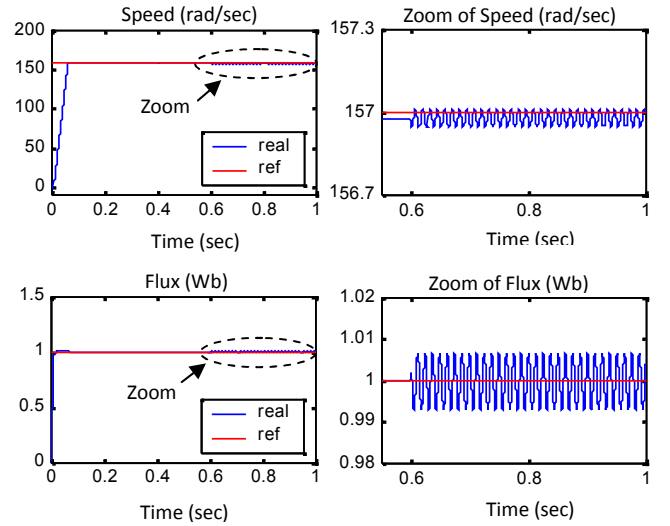 Speed (rad/sec)
200
150
100
50
0
Zoom
real
ref
0 0.2 0.4 0.6 0.8 1
Time (sec)
Zoom of Speed (rad/sec)
157.3
157
156.7
0.6 0.8 1
Time (sec)
Flux (Wb)
1.5
1
0.5
0
Zoom
real
ref
0 0.2 0.4 0.6 0.8 1
Time (sec)
Zoom of Flux (Wb)
1.02
1.01
1
0.99
0.98
0.6 0.8 1
Time (sec)